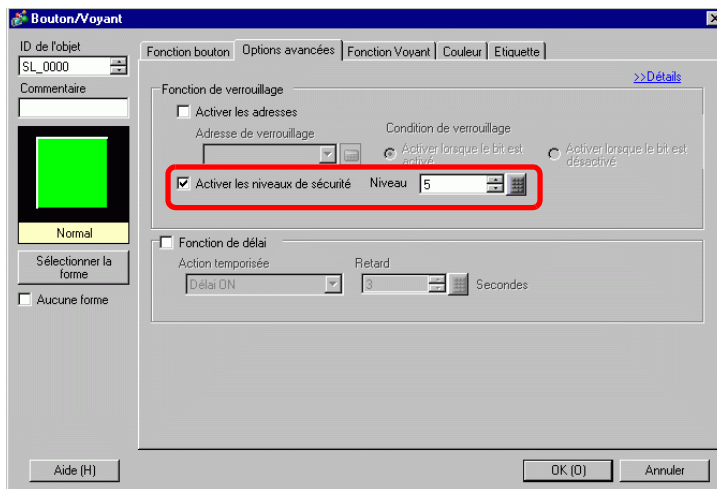 Bouton/Voyant
ID de l'objet
SL_0000
Commentaire
Normal
Sélectionner la forme
Aucune forme
Fonction bouton Options avancées Fonction Voyant Couleur Etiquette
>>Détails
Fonction de verrouillage
Activer les adresses
Adresse de verrouillage Condition de verrouillage
Activer lorsque le bit est activé
Activer lorsque le bit est désactivé
Activer les niveaux de sécurité Niveau 5
Fonction de délai
Action temporisée Retard
Délai ON 3 Secondes
Aide (H) OK (O) Annuler